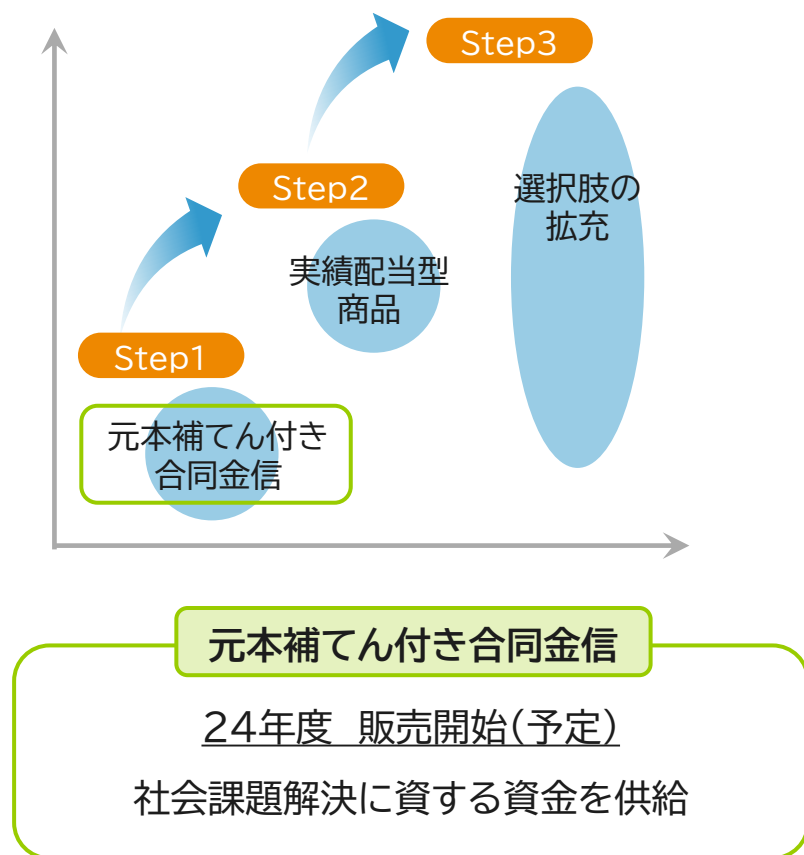 Step3
Step2
選択肢の
拡充
実績配当型
商品
Step1
元本補てん付き
合同金信
元本補てん付き合同金信
24年度 販売開始(予定)
社会課題解決に資する資金を供給